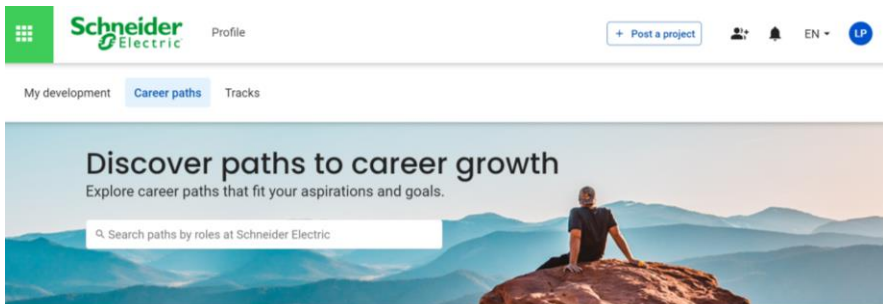 Schneider
Electric
Profile
+ Post a project
EN
LP
My development Career paths Tracks
Discover paths to career growth
Explore career paths that fit your aspirations and goals.
Search paths by roles at Schneider Electric